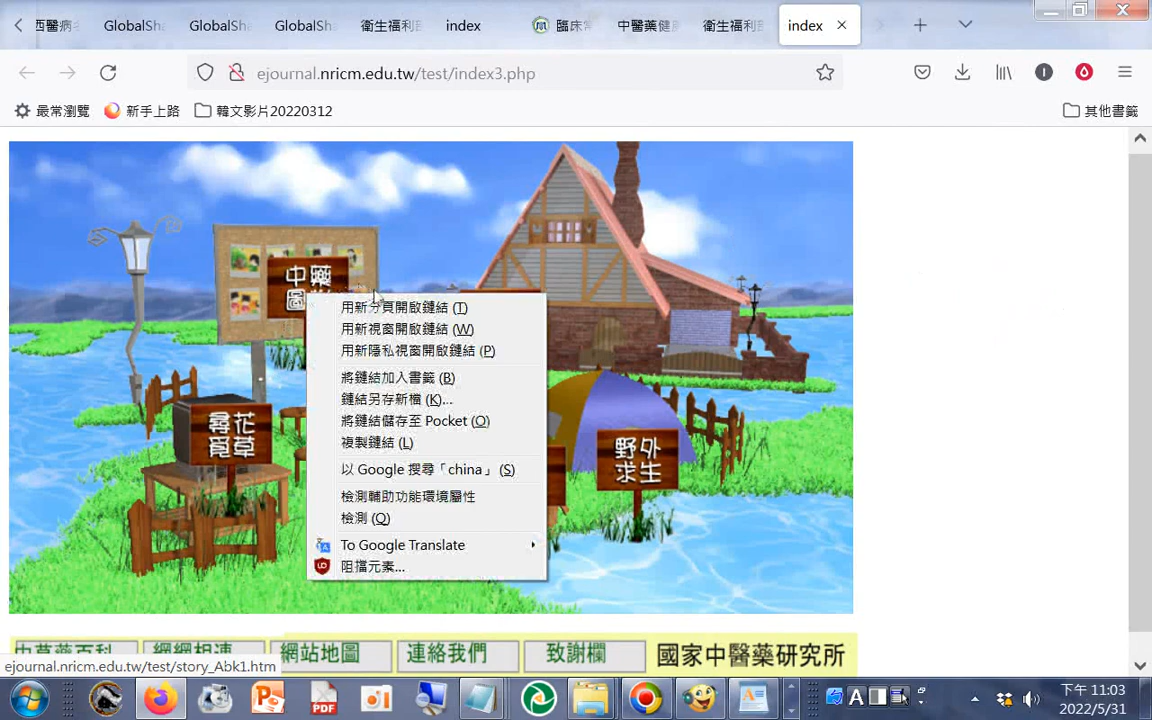 西醫病
GlobalSh
GlobalSh
GlobalSh
衛生福利
index
臨床
中醫藥健
衛生福利
index
ejournal.nricm.edu.tw/test/index3.php
最常瀏覽
新手上路
韓文影片20220312
其他書籤
中藥
圖
用新分頁開啟鏈結 (T)
用新視窗開啟鏈結 (W)
用新隱私視窗開啟鏈結 (P)
將鏈結加入書籤 (B)
鏈結另存新檔 (K)...
將鏈結儲存至 Pocket (O)
複製鏈結 (L)
以 Google 搜尋「china」(S)
檢測輔助功能環境屬性
檢測 (Q)
To Google Translate
阻擋元素...
尋花
覓草
野外
求生
中草藥百科
網網相連
網站地圖
連絡我們
致謝欄
國家中醫藥研究所
ejournal.nricm.edu.tw/test/story_Abk1.htm
PDF
A
下午 11:03
2022/5/31